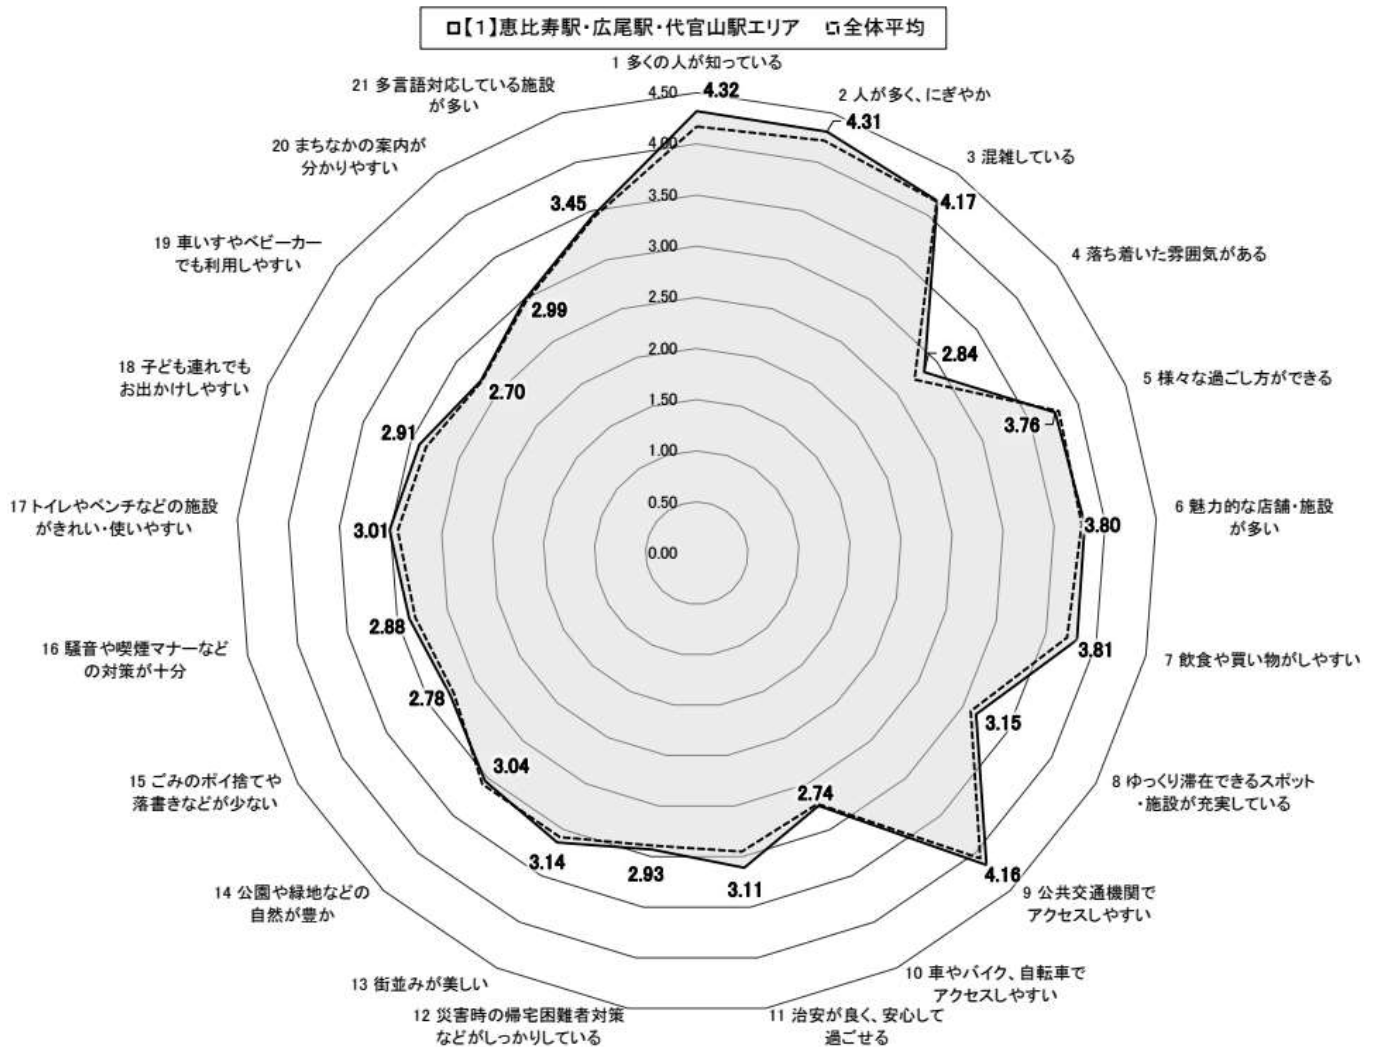 【1】恵比寿駅・広尾駅・代官山駅エリア 全体平均
1 多くの人が知っている
4.32
2 人が多く、にぎやか
4.31
3 混雑している
4.17
4 落ち着いた雰囲気がある
2.84
5 様々な過ごし方ができる
3.76
6 魅力的な店舗・施設
が多い
3.80
7 飲食や買い物がしやすい
3.81
8 ゆっくり滞在できるスポット
・施設が充実している
3.15
9 公共交通機関で
アクセスしやすい
4.16
10 車やバイク、自転車で
アクセスしやすい
2.74
11 治安が良く、安心して
過ごせる
3.11
12 災害時の帰宅困難者対策
などがしっかりしている
2.93
13 街並みが美しい
3.14
14 公園や緑地などの
自然が豊か
3.04
15 ごみのポイ捨てや
落書きなどが少ない
2.78
16 騒音や喫煙マナーなど
の対策が十分
2.88
17 トイレやベンチなどの施設
がきれい・使いやすい
3.01
18 子ども連れでも
お出かけしやすい
2.91
19 車いすやベビーカー
でも利用しやすい
2.70
20 まちなかの案内が
分かりやすい
2.99
21 多言語対応している施設
が多い
3.45
4.50
4.00
3.50
3.00
2.50
2.00
1.50
1.00
0.50
0.00